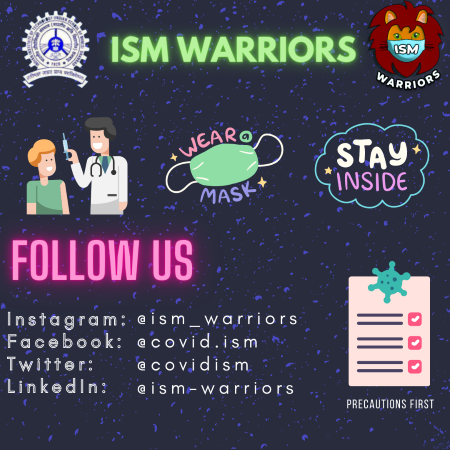 ISM WARRIORS
ISM
WARRIORS
WEAR A
MASK
STAY
INSIDE
FOLLOW US
Instagram: @ism_warriors
Facebook: @covid.ism
Twitter: @covidism
LinkedIn: @ism-warriors
PRECAUTIONS FIRST